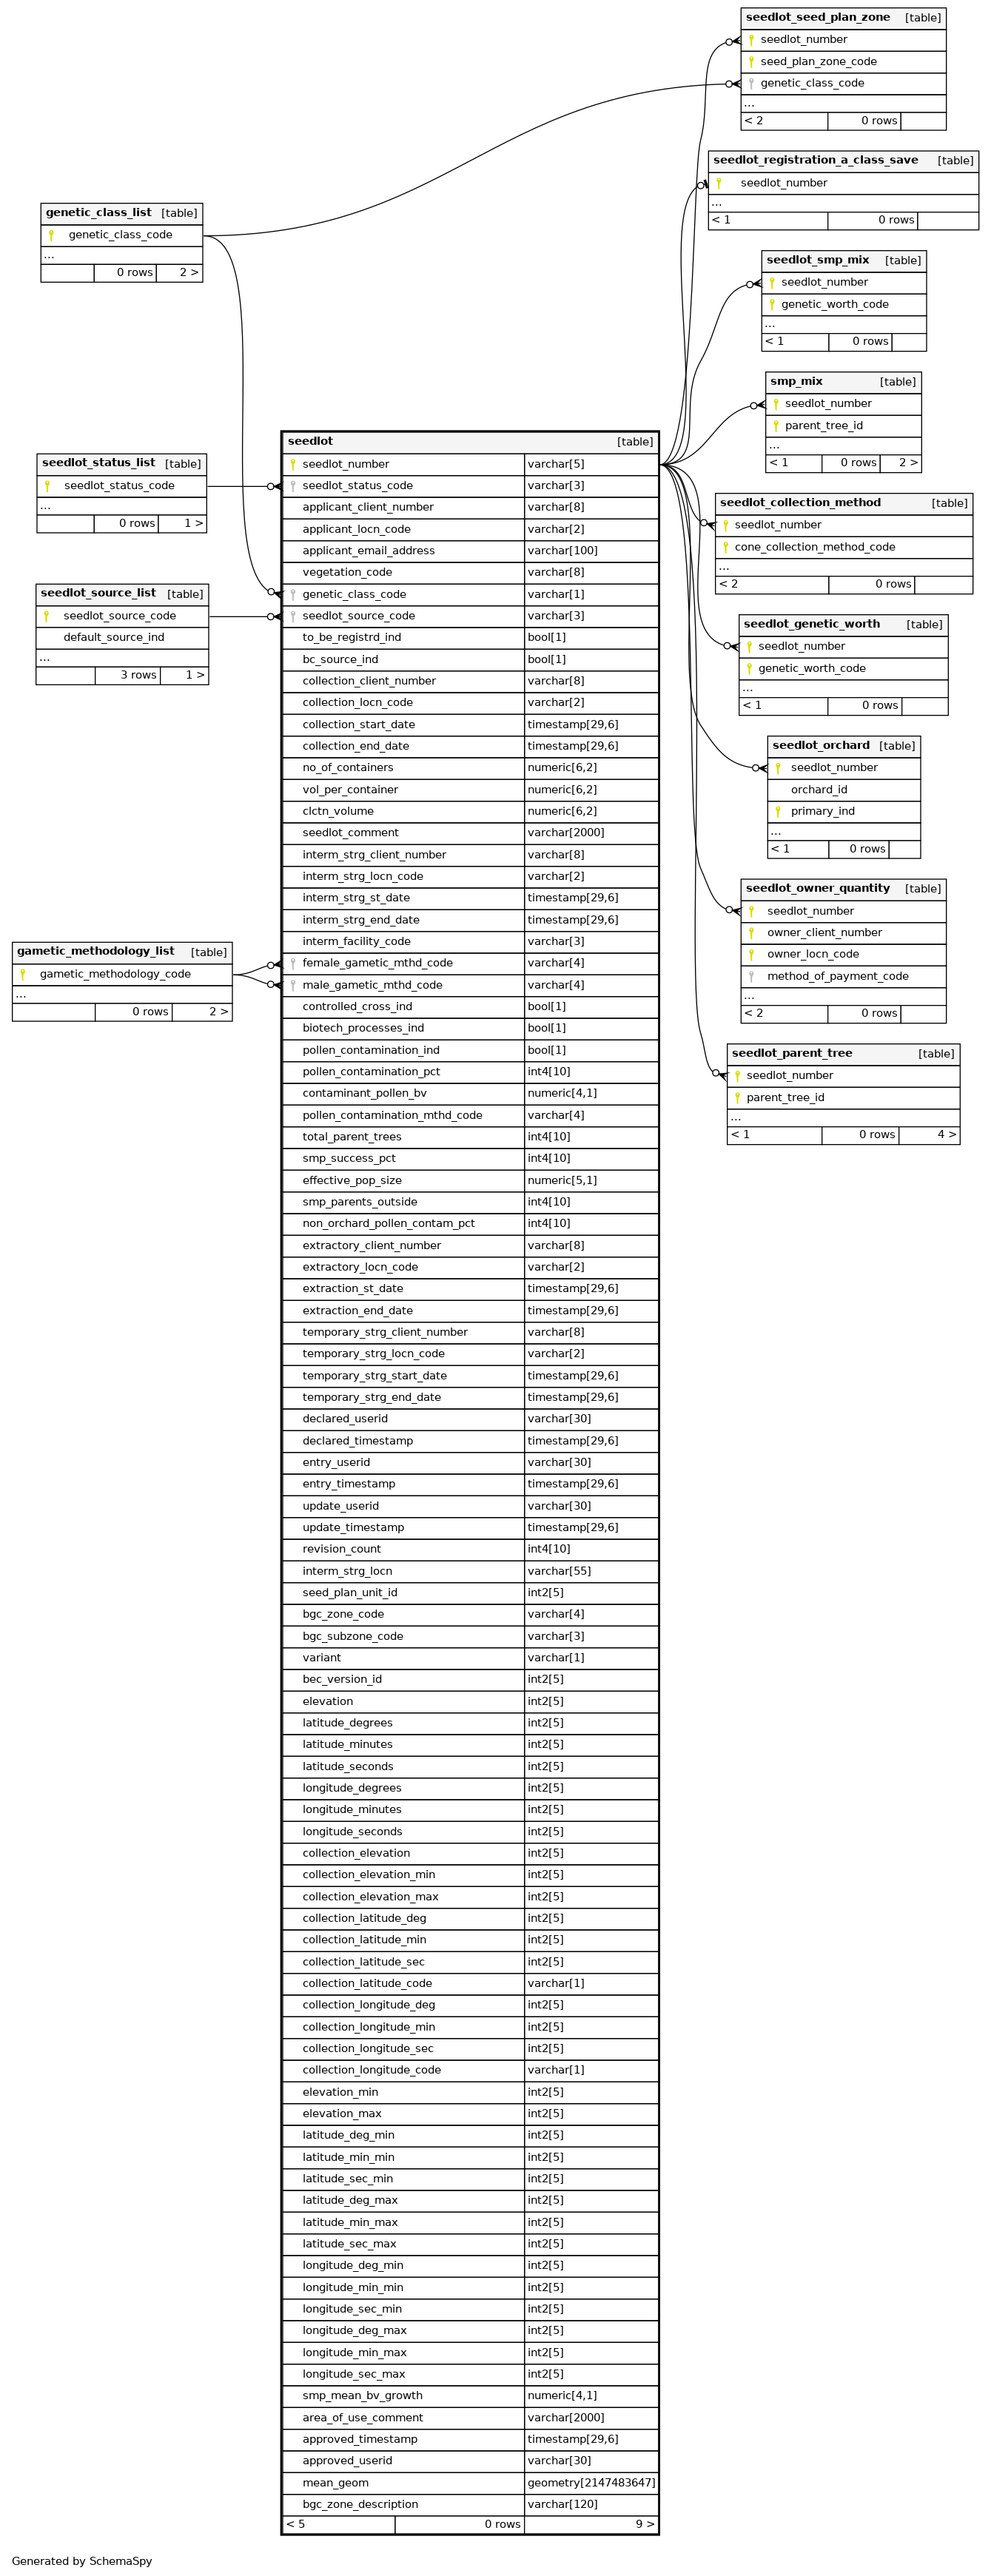 seedlot_seed_plan_zone [table]
seedlot_number
seed_plan_zone_code
genetic_class_code
...
< 2 0 rows
seedlot_registration_a_class_save [table]
seedlot_number
...
< 1 0 rows
genetic_class_list [table]
genetic_class_code
...
0 rows 2 >
seedlot_smp_mix [table]
seedlot_number
genetic_worth_code
...
< 1 0 rows
smp_mix [table]
seedlot_number
parent_tree_id
...
< 1 0 rows 2 >
seedlot_status_list [table]
seedlot_status_code
...
0 rows 1 >
seedlot_source_list [table]
seedlot_source_code
default_source_ind
...
3 rows 1 >
gametic_methodology_list [table]
gametic_methodology_code
...
0 rows 2 >
seedlot [table]
seedlot_number varchar[5]
seedlot_status_code varchar[3]
applicant_client_number varchar[8]
applicant_locn_code varchar[2]
applicant_email_address varchar[100]
vegetation_code varchar[8]
genetic_class_code varchar[1]
seedlot_source_code varchar[3]
to_be_registrd_ind bool[1]
bc_source_ind bool[1]
collection_client_number varchar[8]
collection_locn_code varchar[2]
collection_start_date timestamp[29,6]
collection_end_date timestamp[29,6]
no_of_containers numeric[6,2]
vol_per_container numeric[6,2]
clctn_volume numeric[6,2]
seedlot_comment varchar[2000]
interm_strg_client_number varchar[8]
interm_strg_locn_code varchar[2]
interm_strg_st_date timestamp[29,6]
interm_strg_end_date timestamp[29,6]
interm_facility_code varchar[3]
female_gametic_mthd_code varchar[4]
male_gametic_mthd_code varchar[4]
controlled_cross_ind bool[1]
biotech_processes_ind bool[1]
pollen_contamination_ind bool[1]
pollen_contamination_pct int4[10]
contaminant_pollen_bv numeric[4,1]
pollen_contamination_mthd_code varchar[4]
total_parent_trees int4[10]
smp_success_pct int4[10]
effective_pop_size numeric[5,1]
smp_parents_outside int4[10]
non_orchard_pollen_contam_pct int4[10]
extractory_client_number varchar[8]
extractory_locn_code varchar[2]
extraction_st_date timestamp[29,6]
extraction_end_date timestamp[29,6]
temporary_strg_client_number varchar[8]
temporary_strg_locn_code varchar[2]
temporary_strg_start_date timestamp[29,6]
temporary_strg_end_date timestamp[29,6]
declared_userid varchar[30]
declared_timestamp timestamp[29,6]
entry_userid varchar[30]
entry_timestamp timestamp[29,6]
update_userid varchar[30]
update_timestamp timestamp[29,6]
revision_count int4[10]
interm_strg_locn varchar[55]
seed_plan_unit_id int2[5]
bgc_zone_code varchar[4]
bgc_subzone_code varchar[3]
variant varchar[1]
bec_version_id int2[5]
elevation int2[5]
latitude_degrees int2[5]
latitude_minutes int2[5]
latitude_seconds int2[5]
longitude_degrees int2[5]
longitude_minutes int2[5]
longitude_seconds int2[5]
collection_elevation int2[5]
collection_elevation_min int2[5]
collection_elevation_max int2[5]
collection_latitude_deg int2[5]
collection_latitude_min int2[5]
collection_latitude_sec int2[5]
collection_latitude_code varchar[1]
collection_longitude_deg int2[5]
collection_longitude_min int2[5]
collection_longitude_sec int2[5]
collection_longitude_code varchar[1]
elevation_min int2[5]
elevation_max int2[5]
latitude_deg_min int2[5]
latitude_min_min int2[5]
latitude_sec_min int2[5]
latitude_deg_max int2[5]
latitude_min_max int2[5]
latitude_sec_max int2[5]
longitude_deg_min int2[5]
longitude_min_min int2[5]
longitude_sec_min int2[5]
longitude_deg_max int2[5]
longitude_min_max int2[5]
longitude_sec_max int2[5]
smp_mean_bv_growth numeric[4,1]
area_of_use_comment varchar[2000]
approved_timestamp timestamp[29,6]
approved_userid varchar[30]
mean_geom geometry[2147483647]
bgc_zone_description varchar[120]
< 5 0 rows 9 >
seedlot_collection_method [table]
seedlot_number
cone_collection_method_code
...
< 2 0 rows
seedlot_genetic_worth [table]
seedlot_number
genetic_worth_code
...
< 1 0 rows
seedlot_orchard [table]
seedlot_number
orchard_id
primary_ind
...
< 1 0 rows
seedlot_owner_quantity [table]
seedlot_number
owner_client_number
owner_locn_code
method_of_payment_code
...
< 2 0 rows
seedlot_parent_tree [table]
seedlot_number
parent_tree_id
...
< 1 0 rows 4 >
Generated by SchemaSpy